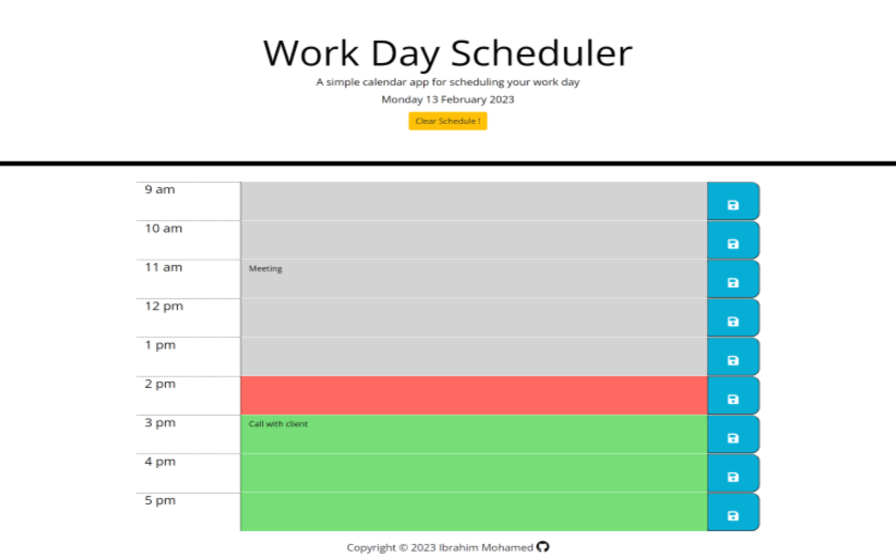 Work Day Scheduler
A simple calendar app for scheduling your work day
Monday 13 February 2023
Clear Schedule !
9 am
10 am
11 am Meeting
12 pm
1 pm
2 pm
3 pm Call with client
4 pm
5 pm
Copyright © 2023 Ibrahim Mohamed